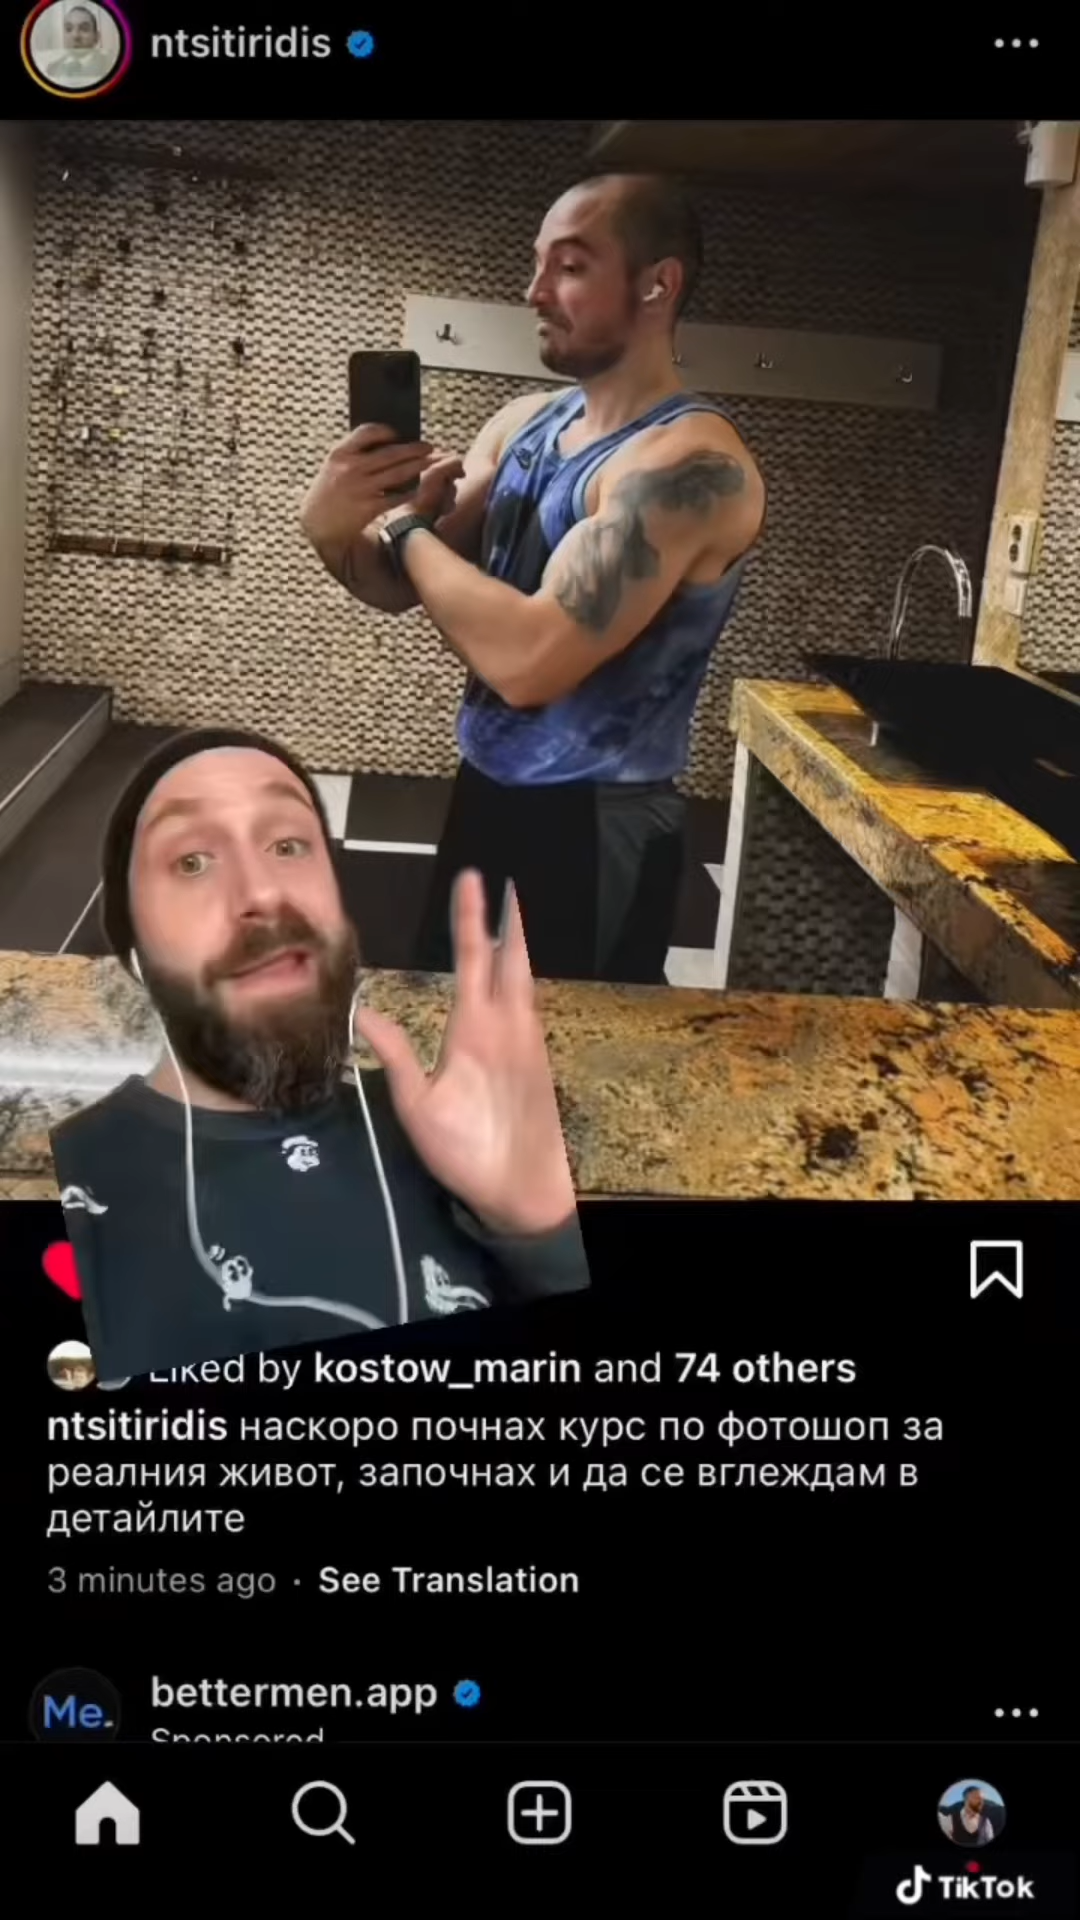 ntsitiridis
Liked by kostow_marin and 74 others
ntsitiridis наскоро почнах курс по фотошоп за
реалния живот, започнах и да се вглеждам в
детайлите
3 minutes ago · See Translation
Me.
bettermen.app
Sponsored
TikTok